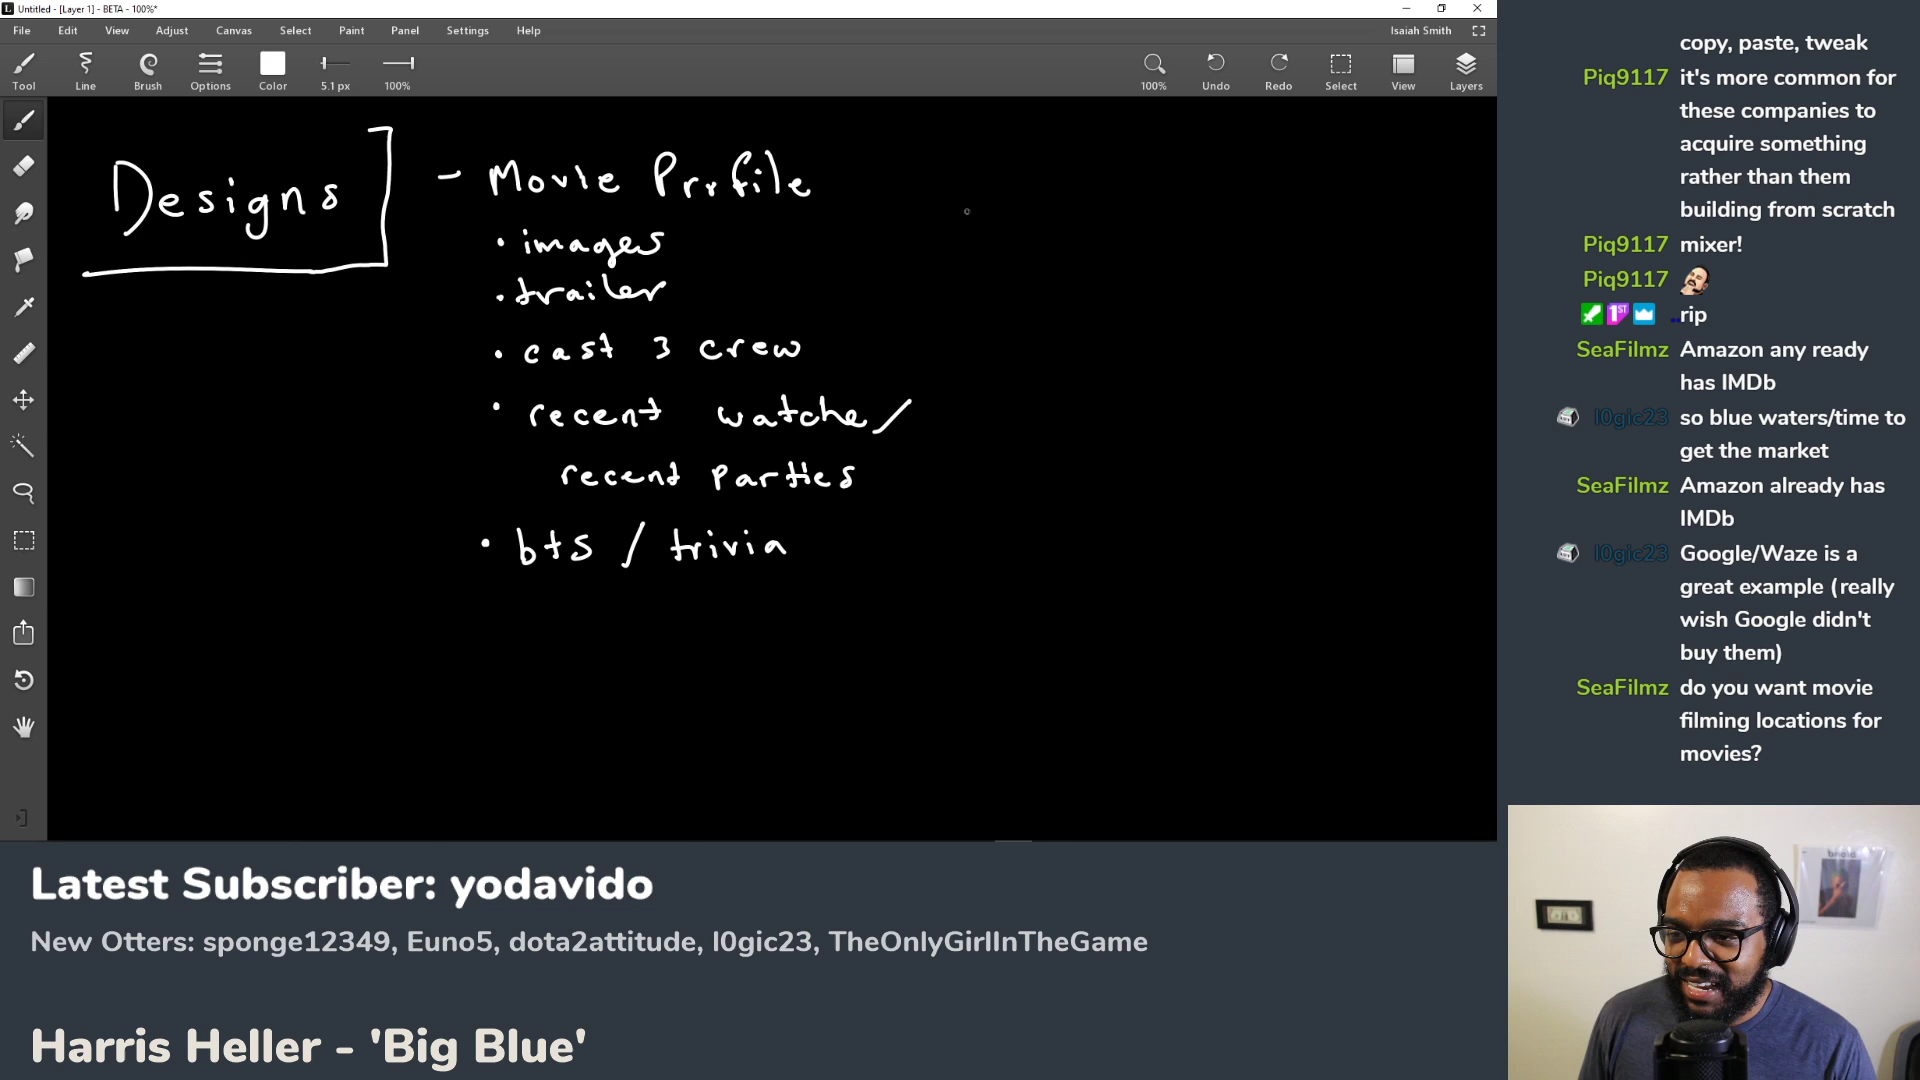 Untitled - [Layer 1] - BETA - 100%*
File Edit View Adjust Canvas Select Paint Panel Settings Help Isaiah Smith
Tool Line Brush Options Color 5.1 px 100% 100% Undo Redo Select View Layers
Designs
- Movie Profile
• images
• trailer
• cast 3 crew
• recent watche/
recent parties
• bts / trivia
copy, paste, tweak
Piq9117 it's more common for
these companies to
acquire something
rather than them
building from scratch
Piq9117 mixer!
Piq9117
1ST ..rip
SeaFilmz Amazon any ready
has IMDb
l0gic23 so blue waters/time to
get the market
SeaFilmz Amazon already has
IMDb
l0gic23 Google/Waze is a
great example (really
wish Google didn't
buy them)
SeaFilmz do you want movie
filming locations for
movies?
Latest Subscriber: yodavido
New Otters: sponge12349, Euno5, dota2attitude, l0gic23, TheOnlyGirlInTheGame
Harris Heller - 'Big Blue'